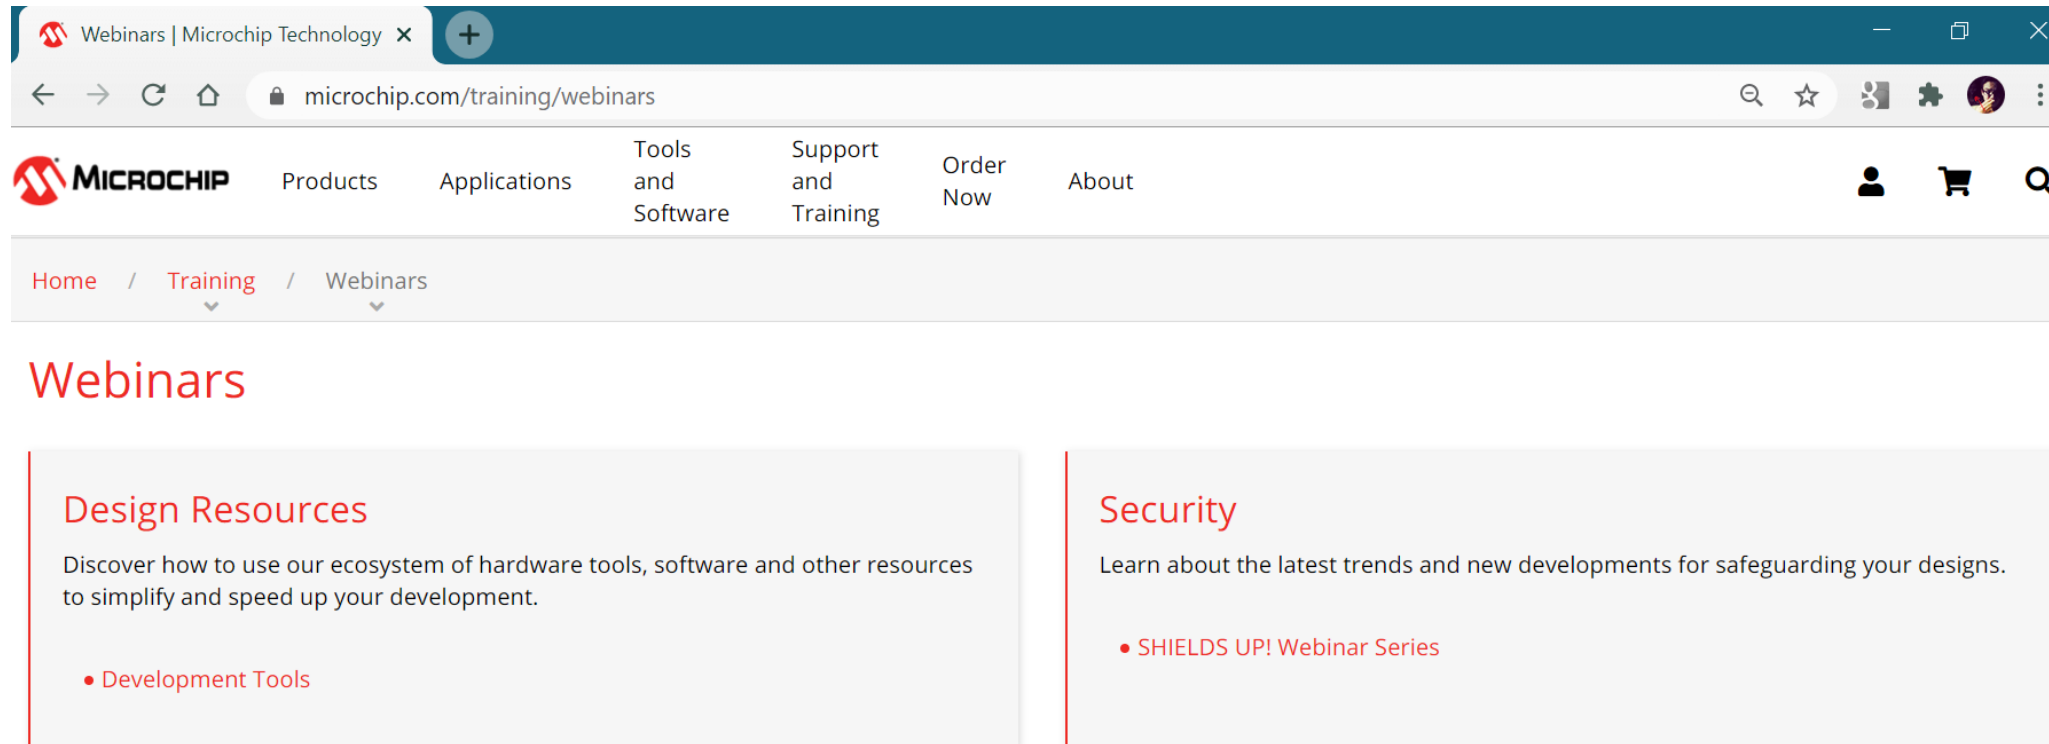 Webinars | Microchip Technology
microchip.com/training/webinars
MICROCHIP
Products
Applications
Tools
and
Software
Support
and
Training
Order
Now
About
Home / Training / Webinars
Webinars
Design Resources
Discover how to use our ecosystem of hardware tools, software and other resources
to simplify and speed up your development.
• Development Tools
Security
Learn about the latest trends and new developments for safeguarding your designs.
• SHIELDS UP! Webinar Series